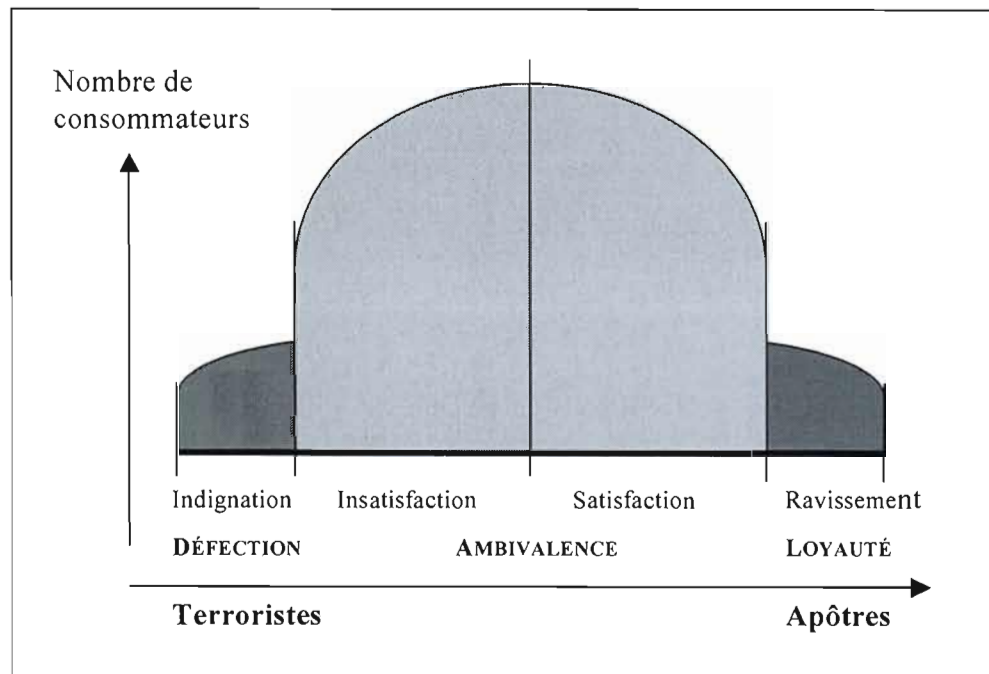 Nombre de
consommateurs
Indignation Insatisfaction Satisfaction Ravissement
DÉFECTION AMBIVALENCE LOYAUTÉ
Terroristes Apôtres